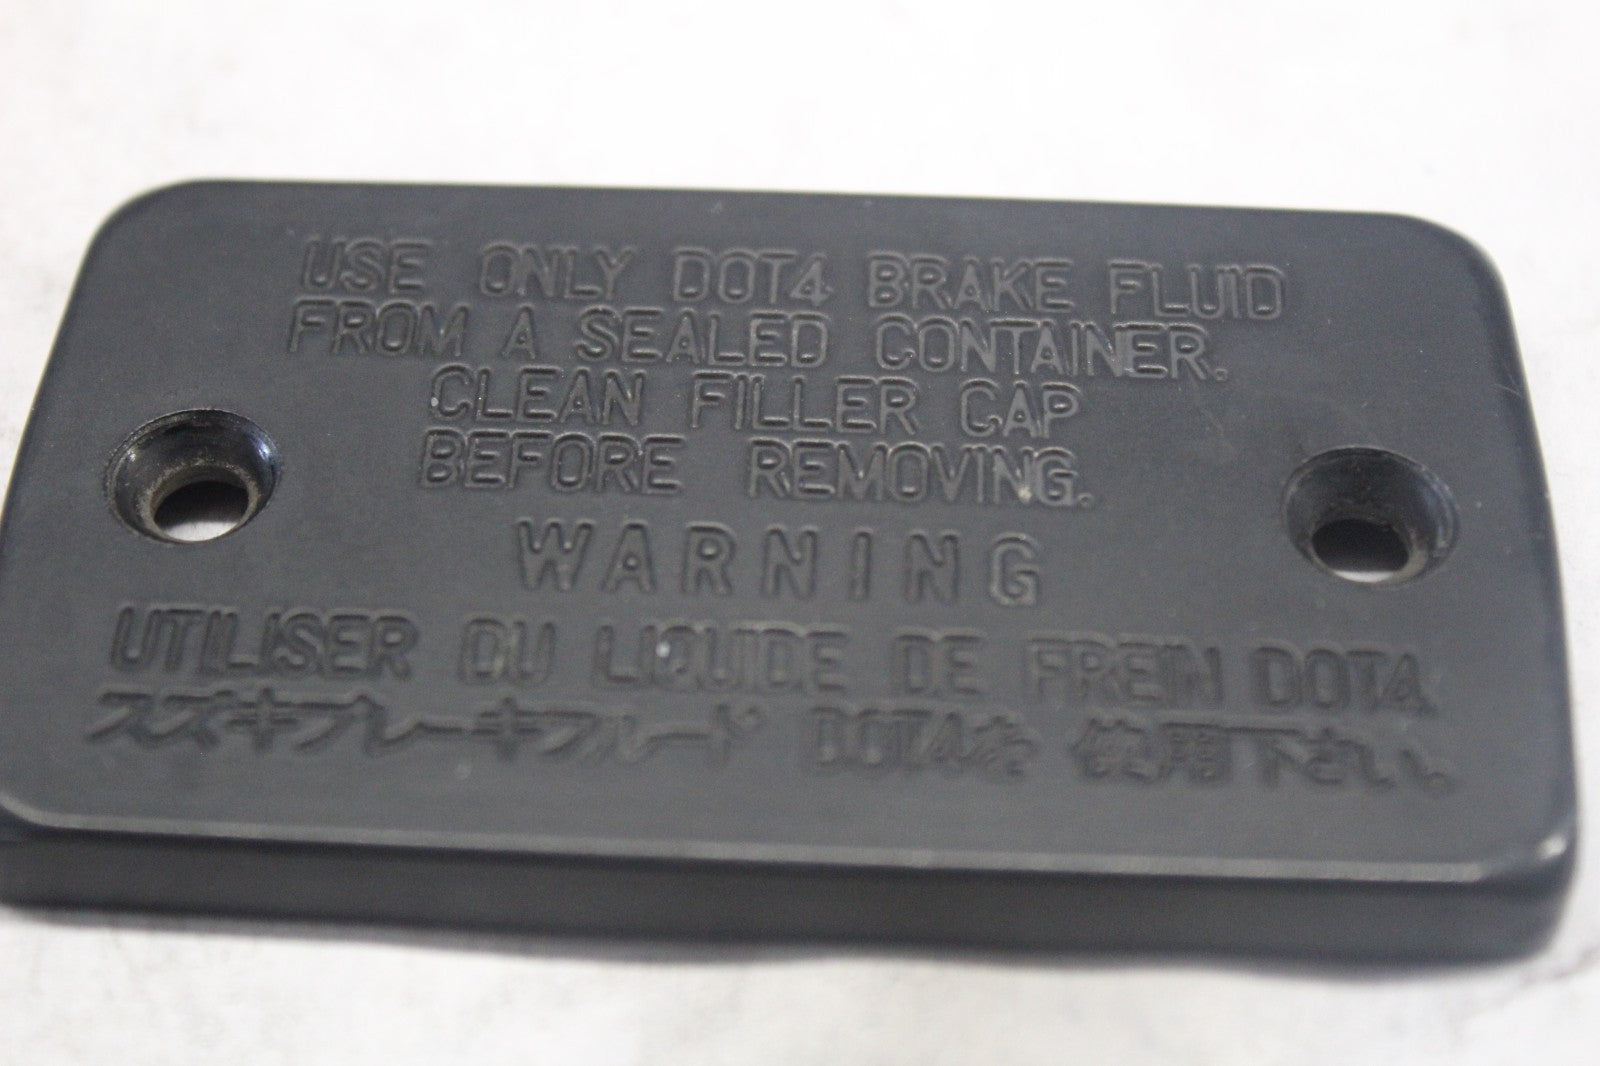 USE ONLY DOT4 BRAKE FLUID
FROM A SEALED CONTAINER.
CLEAN FILLER CAP
BEFORE REMOVING.
WARNING
UTILISER DU LIQUIDE DE FREIN DOT4.
スズキブレーキフルード DOT4を 使用下さい。